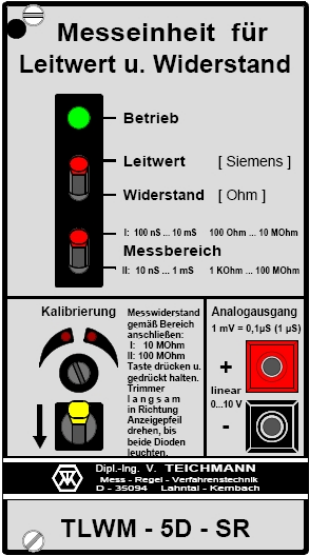 Messeinheit für
Leitwert u. Widerstand
Betrieb
Leitwert [ Siemens ]
Widerstand [ Ohm ]
I: 100 nS ... 10 mS 100 Ohm ... 10 MOhm
Messbereich
II: 10 nS ... 1 mS 1 KOhm ... 100 MOhm
Kalibrierung
Messwiderstand
gemäß Bereich
anschließen:
I: 10 MOhm
II: 100 MOhm
Taste drücken u.
gedrückt halten.
Trimmer
l a n g s a m
in Richtung
Anzeigepfeil
drehen, bis
beide Dioden
leuchten.
Analogausgang
1 mV = 0,1µS (1 µS)
+
linear
0...10 V
-
Dipl.-Ing. V. TEICHMANN
Mess - Regel - Verfahrenstechnik
D - 35094 Lahntal - Kernbach
TLWM - 5D - SR